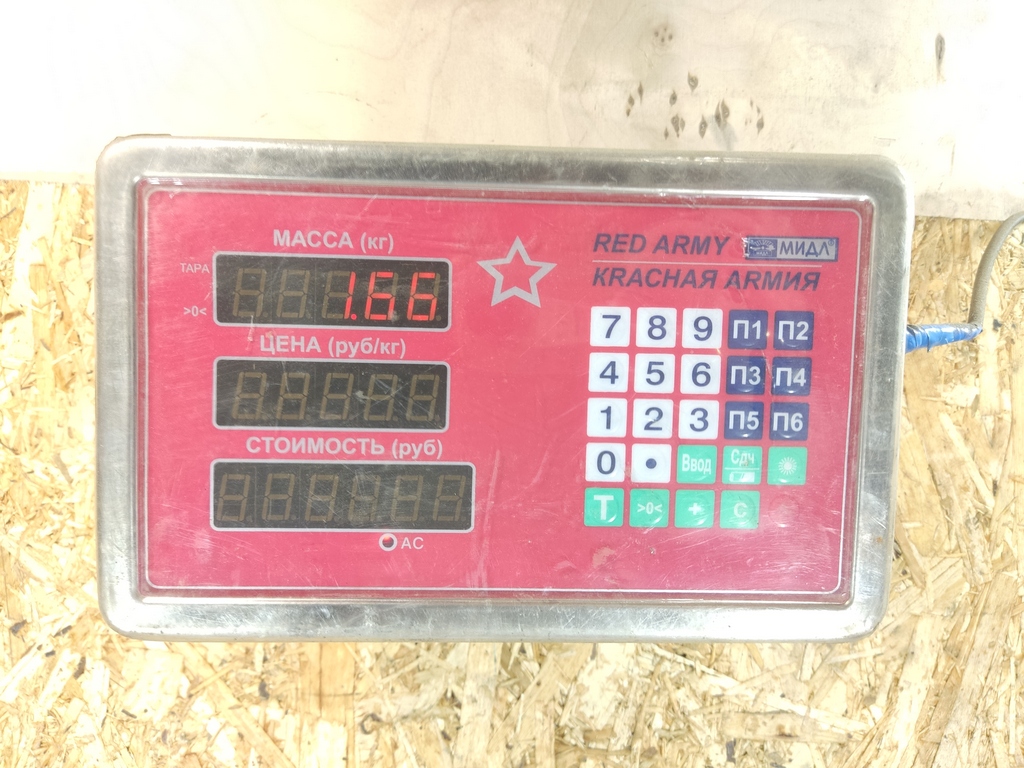 МАССА (кг)
ТАРА
>0<
1.66
ЦЕНА (руб/кг)
СТОИМОСТЬ (руб)
AC
RED ARMY МИДЛ®
КRАСНАЯ АRМИЯ
7 8 9 П1 П2
4 5 6 П3 П4
1 2 3 П5 П6
0 • Ввод Сдч
T >0< + C